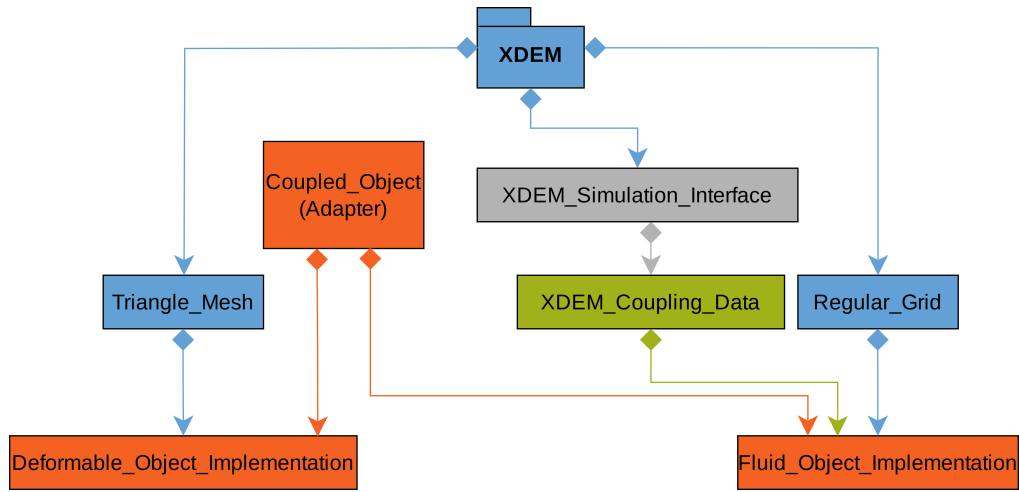 XDEM
Coupled_Object
(Adapter)
XDEM_Simulation_Interface
Triangle_Mesh
XDEM_Coupling_Data
Regular_Grid
Deformable_Object_Implementation
Fluid_Object_Implementation